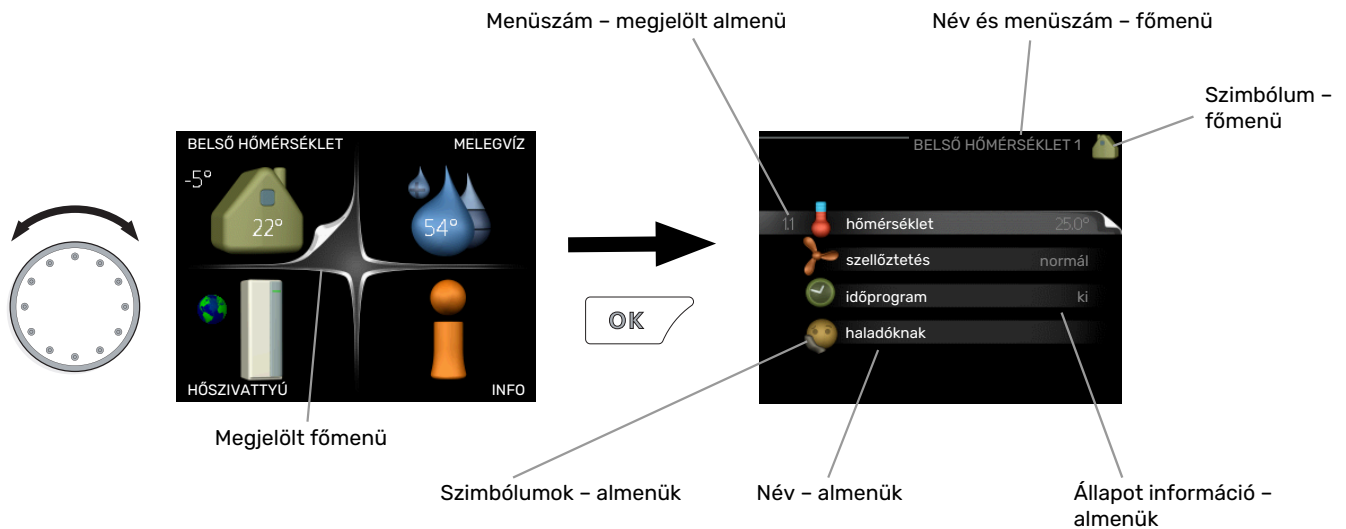 Menüszám – megjelölt almenü
Név és menüszám – főmenü
Szimbólum –
főmenü
BELSŐ HŐMÉRSÉKLET
MELEGVÍZ
-5°
22°
54°
HŐSZIVATTYÚ
INFO
Megjelölt főmenü
OK
BELSŐ HŐMÉRSÉKLET 1
1.1 hőmérséklet 25.0°
szellőztetés normál
időprogram ki
haladóknak
Szimbólumok – almenük
Név – almenük
Állapot információ –
almenük